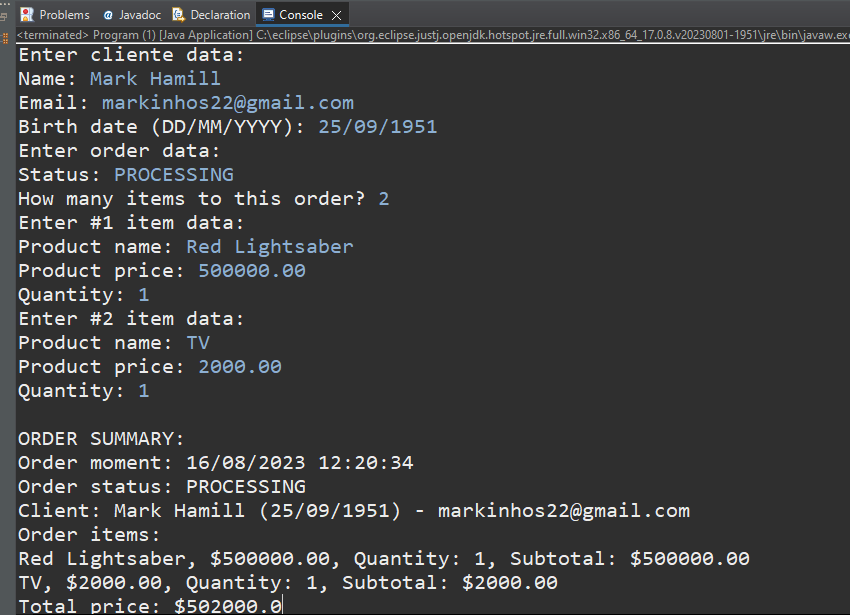 Problems Javadoc Declaration Console
<terminated> Program (1) [Java Application] C:\eclipse\plugins\org.eclipse.justj.openjdk.hotspot.jre.full.win32.x86_64_17.0.8.v20230801-1951\jre\bin\javaw.exe
Enter cliente data:
Name: Mark Hamill
Email: markinhos22@gmail.com
Birth date (DD/MM/YYYY): 25/09/1951
Enter order data:
Status: PROCESSING
How many items to this order? 2
Enter #1 item data:
Product name: Red Lightsaber
Product price: 500000.00
Quantity: 1
Enter #2 item data:
Product name: TV
Product price: 2000.00
Quantity: 1
ORDER SUMMARY:
Order moment: 16/08/2023 12:20:34
Order status: PROCESSING
Client: Mark Hamill (25/09/1951) - markinhos22@gmail.com
Order items:
Red Lightsaber, $500000.00, Quantity: 1, Subtotal: $500000.00
TV, $2000.00, Quantity: 1, Subtotal: $2000.00
Total price: $502000.0